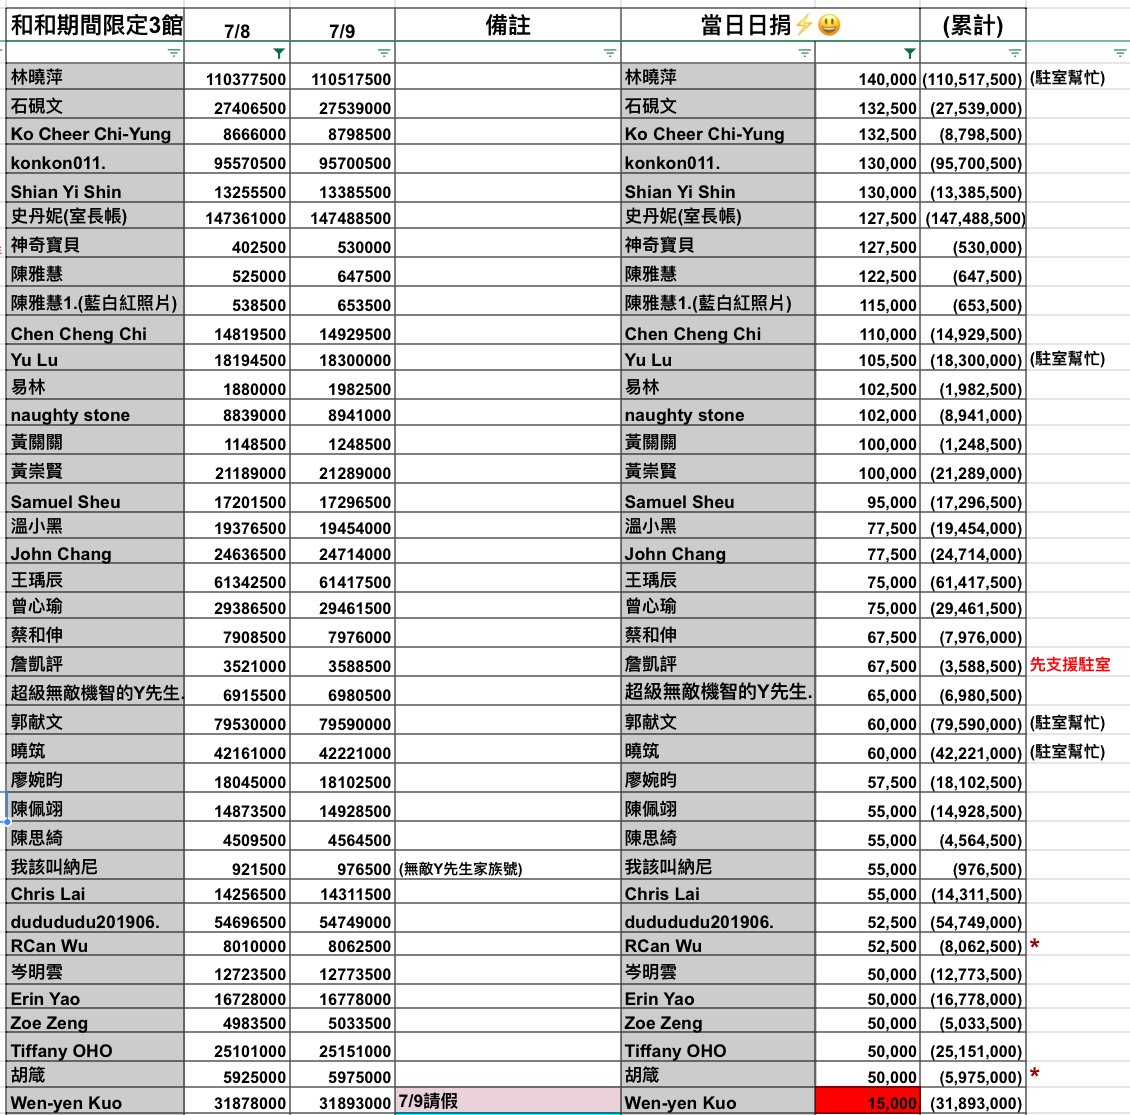 和和期間限定3館 7/8 7/9 備註 當日日捐⚡😃 (累計)
林曉萍 110377500 110517500 林曉萍 140,000 (110,517,500) (駐室幫忙)
石硯文 27406500 27539000 石硯文 132,500 (27,539,000)
Ko Cheer Chi-Yung 8666000 8798500 Ko Cheer Chi-Yung 132,500 (8,798,500)
konkon011. 95570500 95700500 konkon011. 130,000 (95,700,500)
Shian Yi Shin 13255500 13385500 Shian Yi Shin 130,000 (13,385,500)
史丹妮(室長帳) 147361000 147488500 史丹妮(室長帳) 127,500 (147,488,500)
神奇寶貝 402500 530000 神奇寶貝 127,500 (530,000)
陳雅慧 525000 647500 陳雅慧 122,500 (647,500)
陳雅慧1.(藍白紅照片) 538500 653500 陳雅慧1.(藍白紅照片) 115,000 (653,500)
Chen Cheng Chi 14819500 14929500 Chen Cheng Chi 110,000 (14,929,500)
Yu Lu 18194500 18300000 Yu Lu 105,500 (18,300,000) (駐室幫忙)
易林 1880000 1982500 易林 102,500 (1,982,500)
naughty stone 8839000 8941000 naughty stone 102,000 (8,941,000)
黃關關 1148500 1248500 黃關關 100,000 (1,248,500)
黃崇賢 21189000 21289000 黃崇賢 100,000 (21,289,000)
Samuel Sheu 17201500 17296500 Samuel Sheu 95,000 (17,296,500)
溫小黑 19376500 19454000 溫小黑 77,500 (19,454,000)
John Chang 24636500 24714000 John Chang 77,500 (24,714,000)
王瑀辰 61342500 61417500 王瑀辰 75,000 (61,417,500)
曾心瑜 29386500 29461500 曾心瑜 75,000 (29,461,500)
蔡和伸 7908500 7976000 蔡和伸 67,500 (7,976,000)
詹凱評 3521000 3588500 詹凱評 67,500 (3,588,500) 先支援駐室
超級無敵機智的Y先生. 6915500 6980500 超級無敵機智的Y先生. 65,000 (6,980,500)
郭献文 79530000 79590000 郭献文 60,000 (79,590,000) (駐室幫忙)
曉筑 42161000 42221000 曉筑 60,000 (42,221,000) (駐室幫忙)
廖婉昀 18045000 18102500 廖婉昀 57,500 (18,102,500)
陳佩翊 14873500 14928500 陳佩翊 55,000 (14,928,500)
陳思綺 4509500 4564500 陳思綺 55,000 (4,564,500)
我該叫納尼 921500 976500 (無敵Y先生家族號) 我該叫納尼 55,000 (976,500)
Chris Lai 14256500 14311500 Chris Lai 55,000 (14,311,500)
dudududu201906. 54696500 54749000 dudududu201906. 52,500 (54,749,000)
RCan Wu 8010000 8062500 RCan Wu 52,500 (8,062,500) *
岑明雲 12723500 12773500 岑明雲 50,000 (12,773,500)
Erin Yao 16728000 16778000 Erin Yao 50,000 (16,778,000)
Zoe Zeng 4983500 5033500 Zoe Zeng 50,000 (5,033,500)
Tiffany OHO 25101000 25151000 Tiffany OHO 50,000 (25,151,000)
胡箴 5925000 5975000 胡箴 50,000 (5,975,000) *
Wen-yen Kuo 31878000 31893000 7/9請假 Wen-yen Kuo 15,000 (31,893,000)